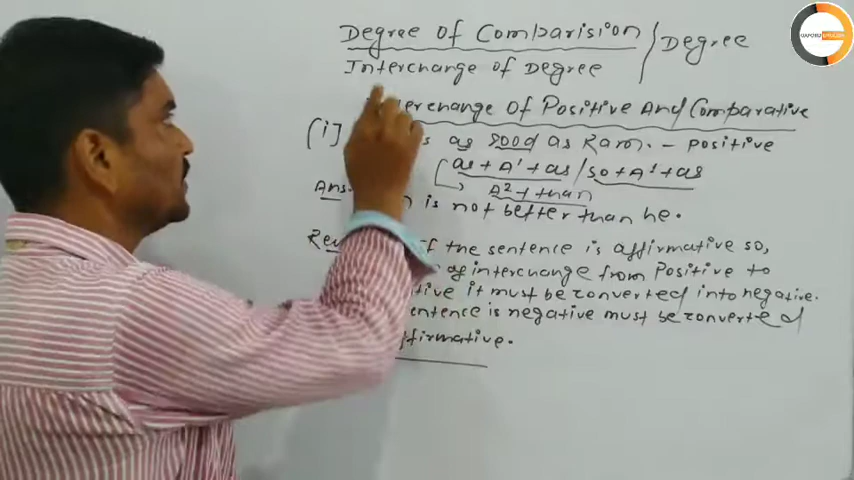 Degree of Comparision / Degree
Interchange of Degree
Interchange of Positive And Comparative
(i) as good as Ram. - Positive
as + A' + as / so + A' + as
Ans. A² + than
is not better than he.
If the sentence is affirmative so,
of interchange from Positive to
it must be converted into negative.
sentence is negative must be converted
affirmative.